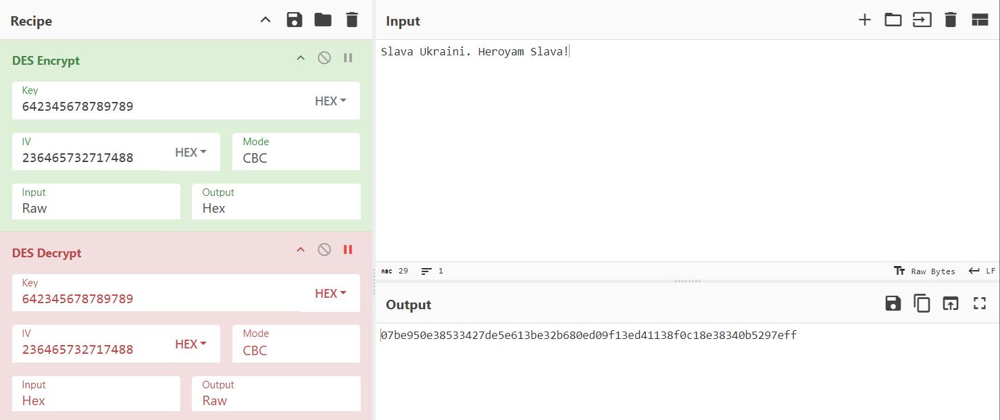 Recipe
DES Encrypt
Key
642345678789789
HEX
IV
236465732717488
HEX
Mode
CBC
Input
Raw
Output
Hex
DES Decrypt
Key
642345678789789
HEX
IV
236465732717488
HEX
Mode
CBC
Input
Hex
Output
Raw
Input
Slava Ukraini. Heroyam Slava!
ABC 29 1 Tт Raw Bytes LF
Output
07be950e38533427de5e613be32b680ed09f13ed41138f0c18e38340b5297eff